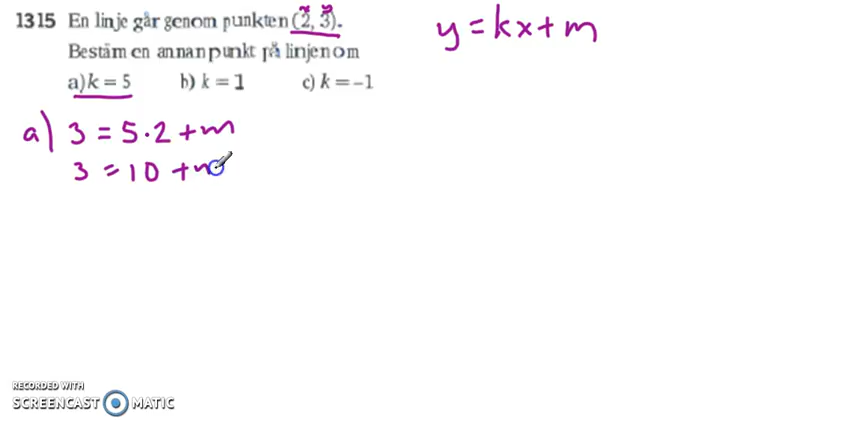 1315 En linje går genom punkten (2, 3).
x y
Bestäm en annan punkt på linjen om
a) k = 5 b) k = 1 c) k = -1
y = kx + m
a) 3 = 5 · 2 + m
3 = 10 + m
RECORDED WITH
SCREENCAST MATIC